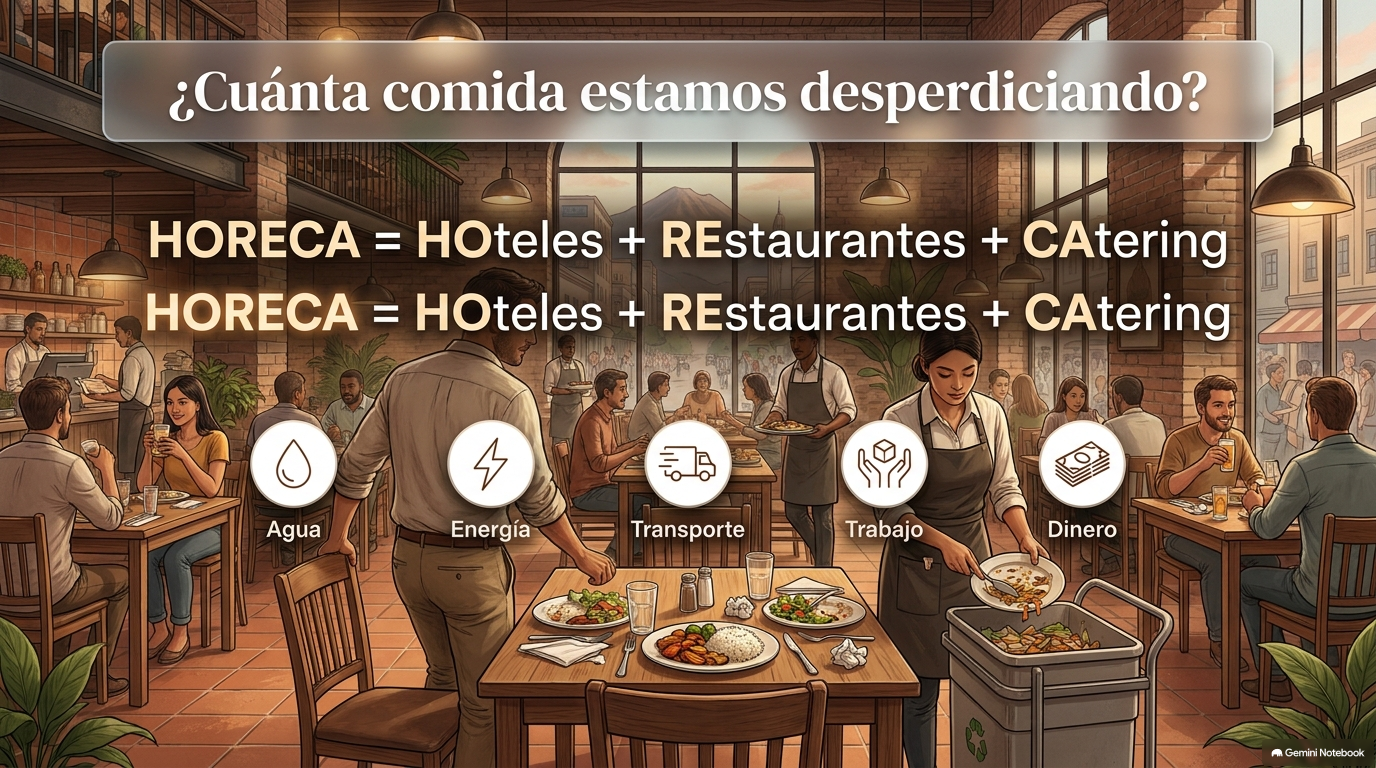 ¿Cuánta comida estamos desperdiciando?
HORECA = HOteles + REstaurantes + CAtering
HORECA = HOteles + REstaurantes + CAtering
Agua
Energía
Transporte
Trabajo
Dinero
Gemini Notebook